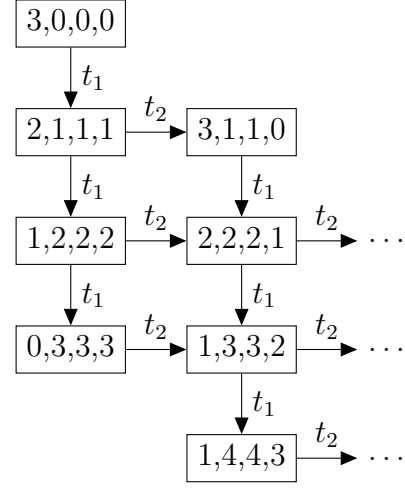 3,0,0,0
t₁
2,1,1,1 t₂ 3,1,1,0
t₁ t₁
1,2,2,2 t₂ 2,2,2,1 t₂ ...
t₁ t₁
0,3,3,3 t₂ 1,3,3,2 t₂ ...
t₁
1,4,4,3 t₂ ...